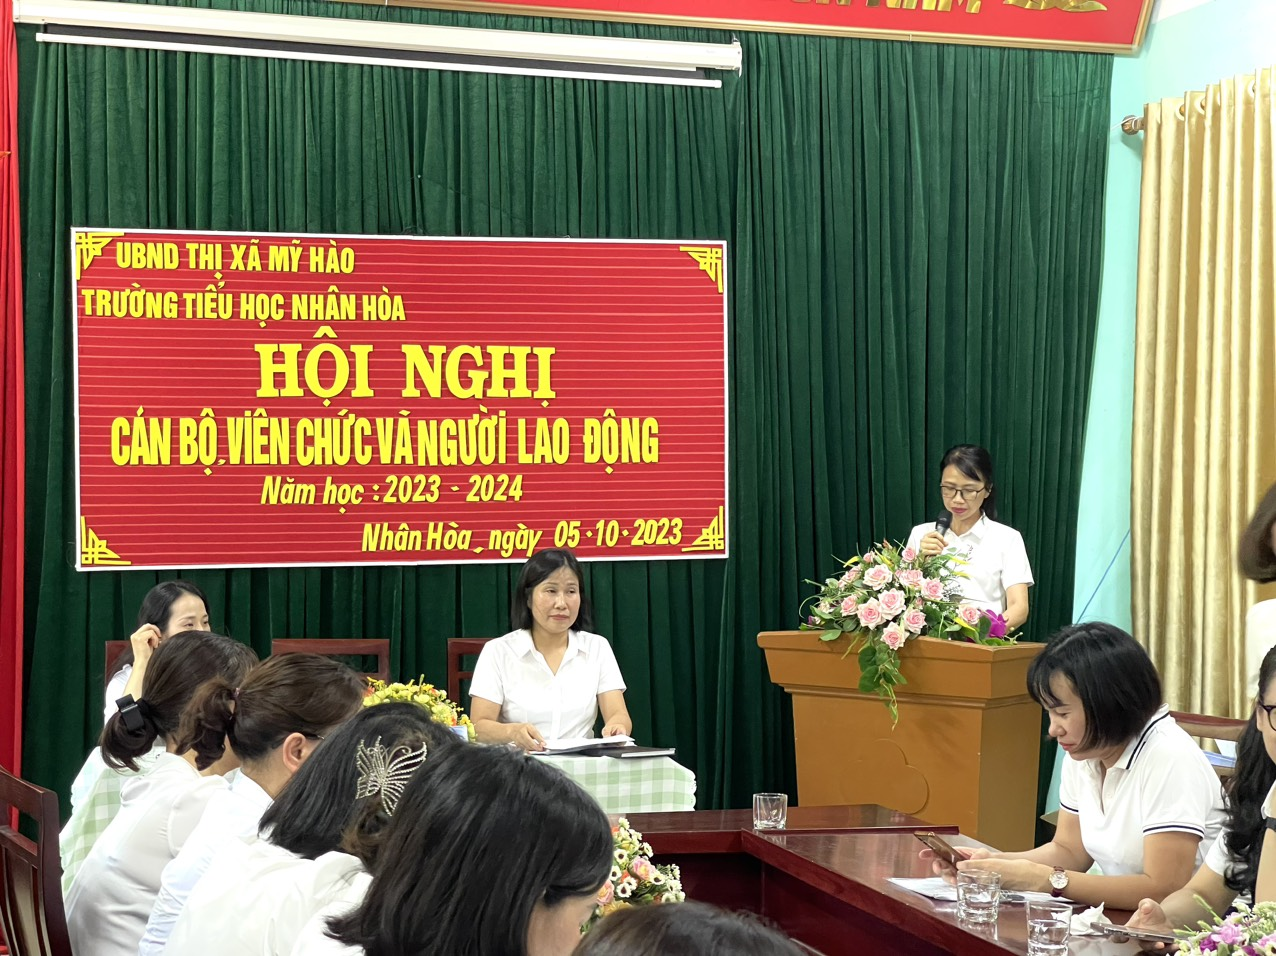 UBND THỊ XÃ MỸ HÀO
TRƯỜNG TIỂU HỌC NHÂN HÒA
HỘI NGHỊ
CÁN BỘ, VIÊN CHỨC VÀ NGƯỜI LAO ĐỘNG
Năm học : 2023 - 2024
Nhân Hòa, ngày 05.10.2023